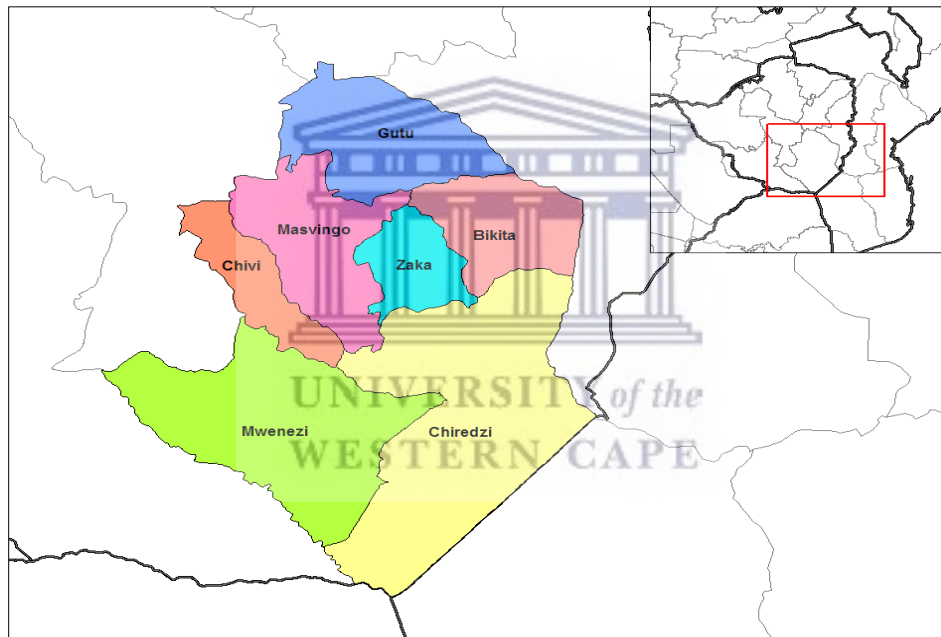 Gutu
Masvingo
Bikita
Chivi
Zaka
UNIVERSITY of the
Mwenezi
Chiredzi
WESTERN CAPE